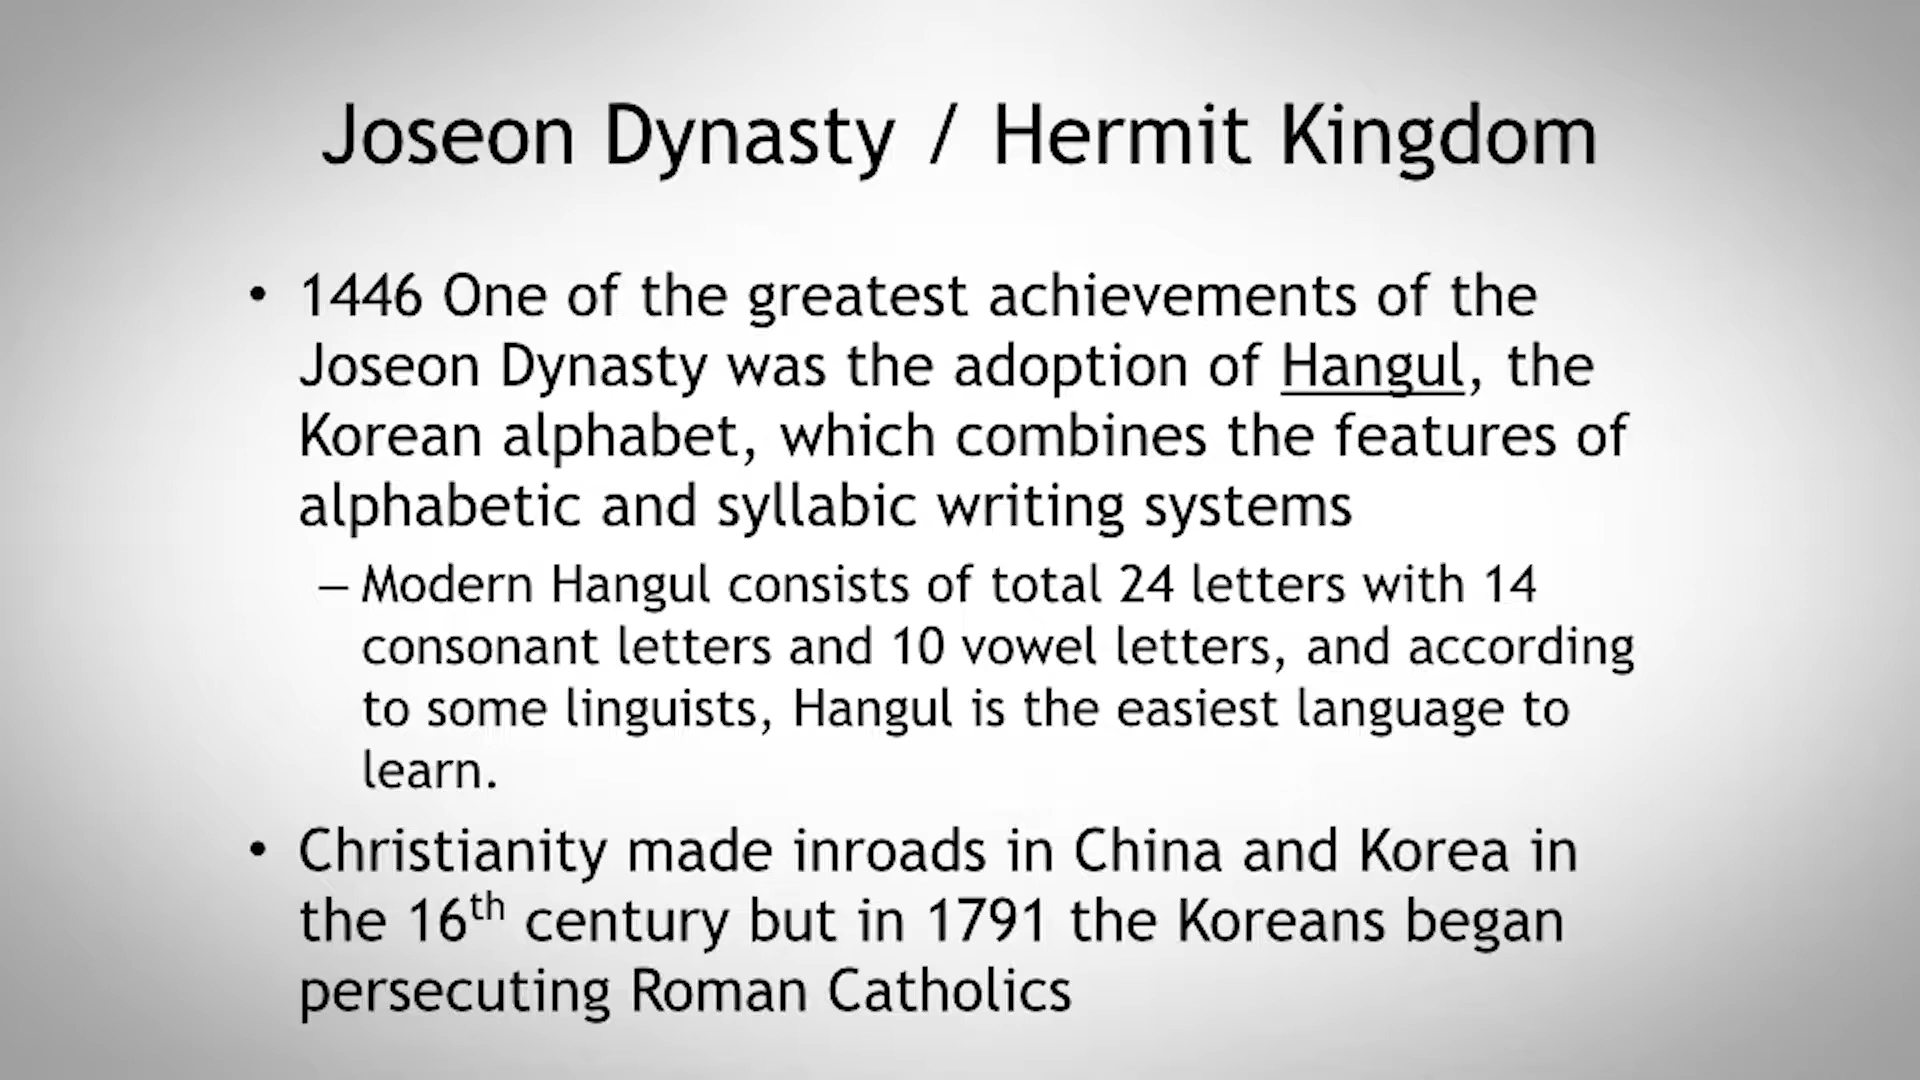 Joseon Dynasty / Hermit Kingdom
• 1446 One of the greatest achievements of the
Joseon Dynasty was the adoption of Hangul, the
Korean alphabet, which combines the features of
alphabetic and syllabic writing systems
– Modern Hangul consists of total 24 letters with 14
consonant letters and 10 vowel letters, and according
to some linguists, Hangul is the easiest language to
learn.
• Christianity made inroads in China and Korea in
the 16th century but in 1791 the Koreans began
persecuting Roman Catholics